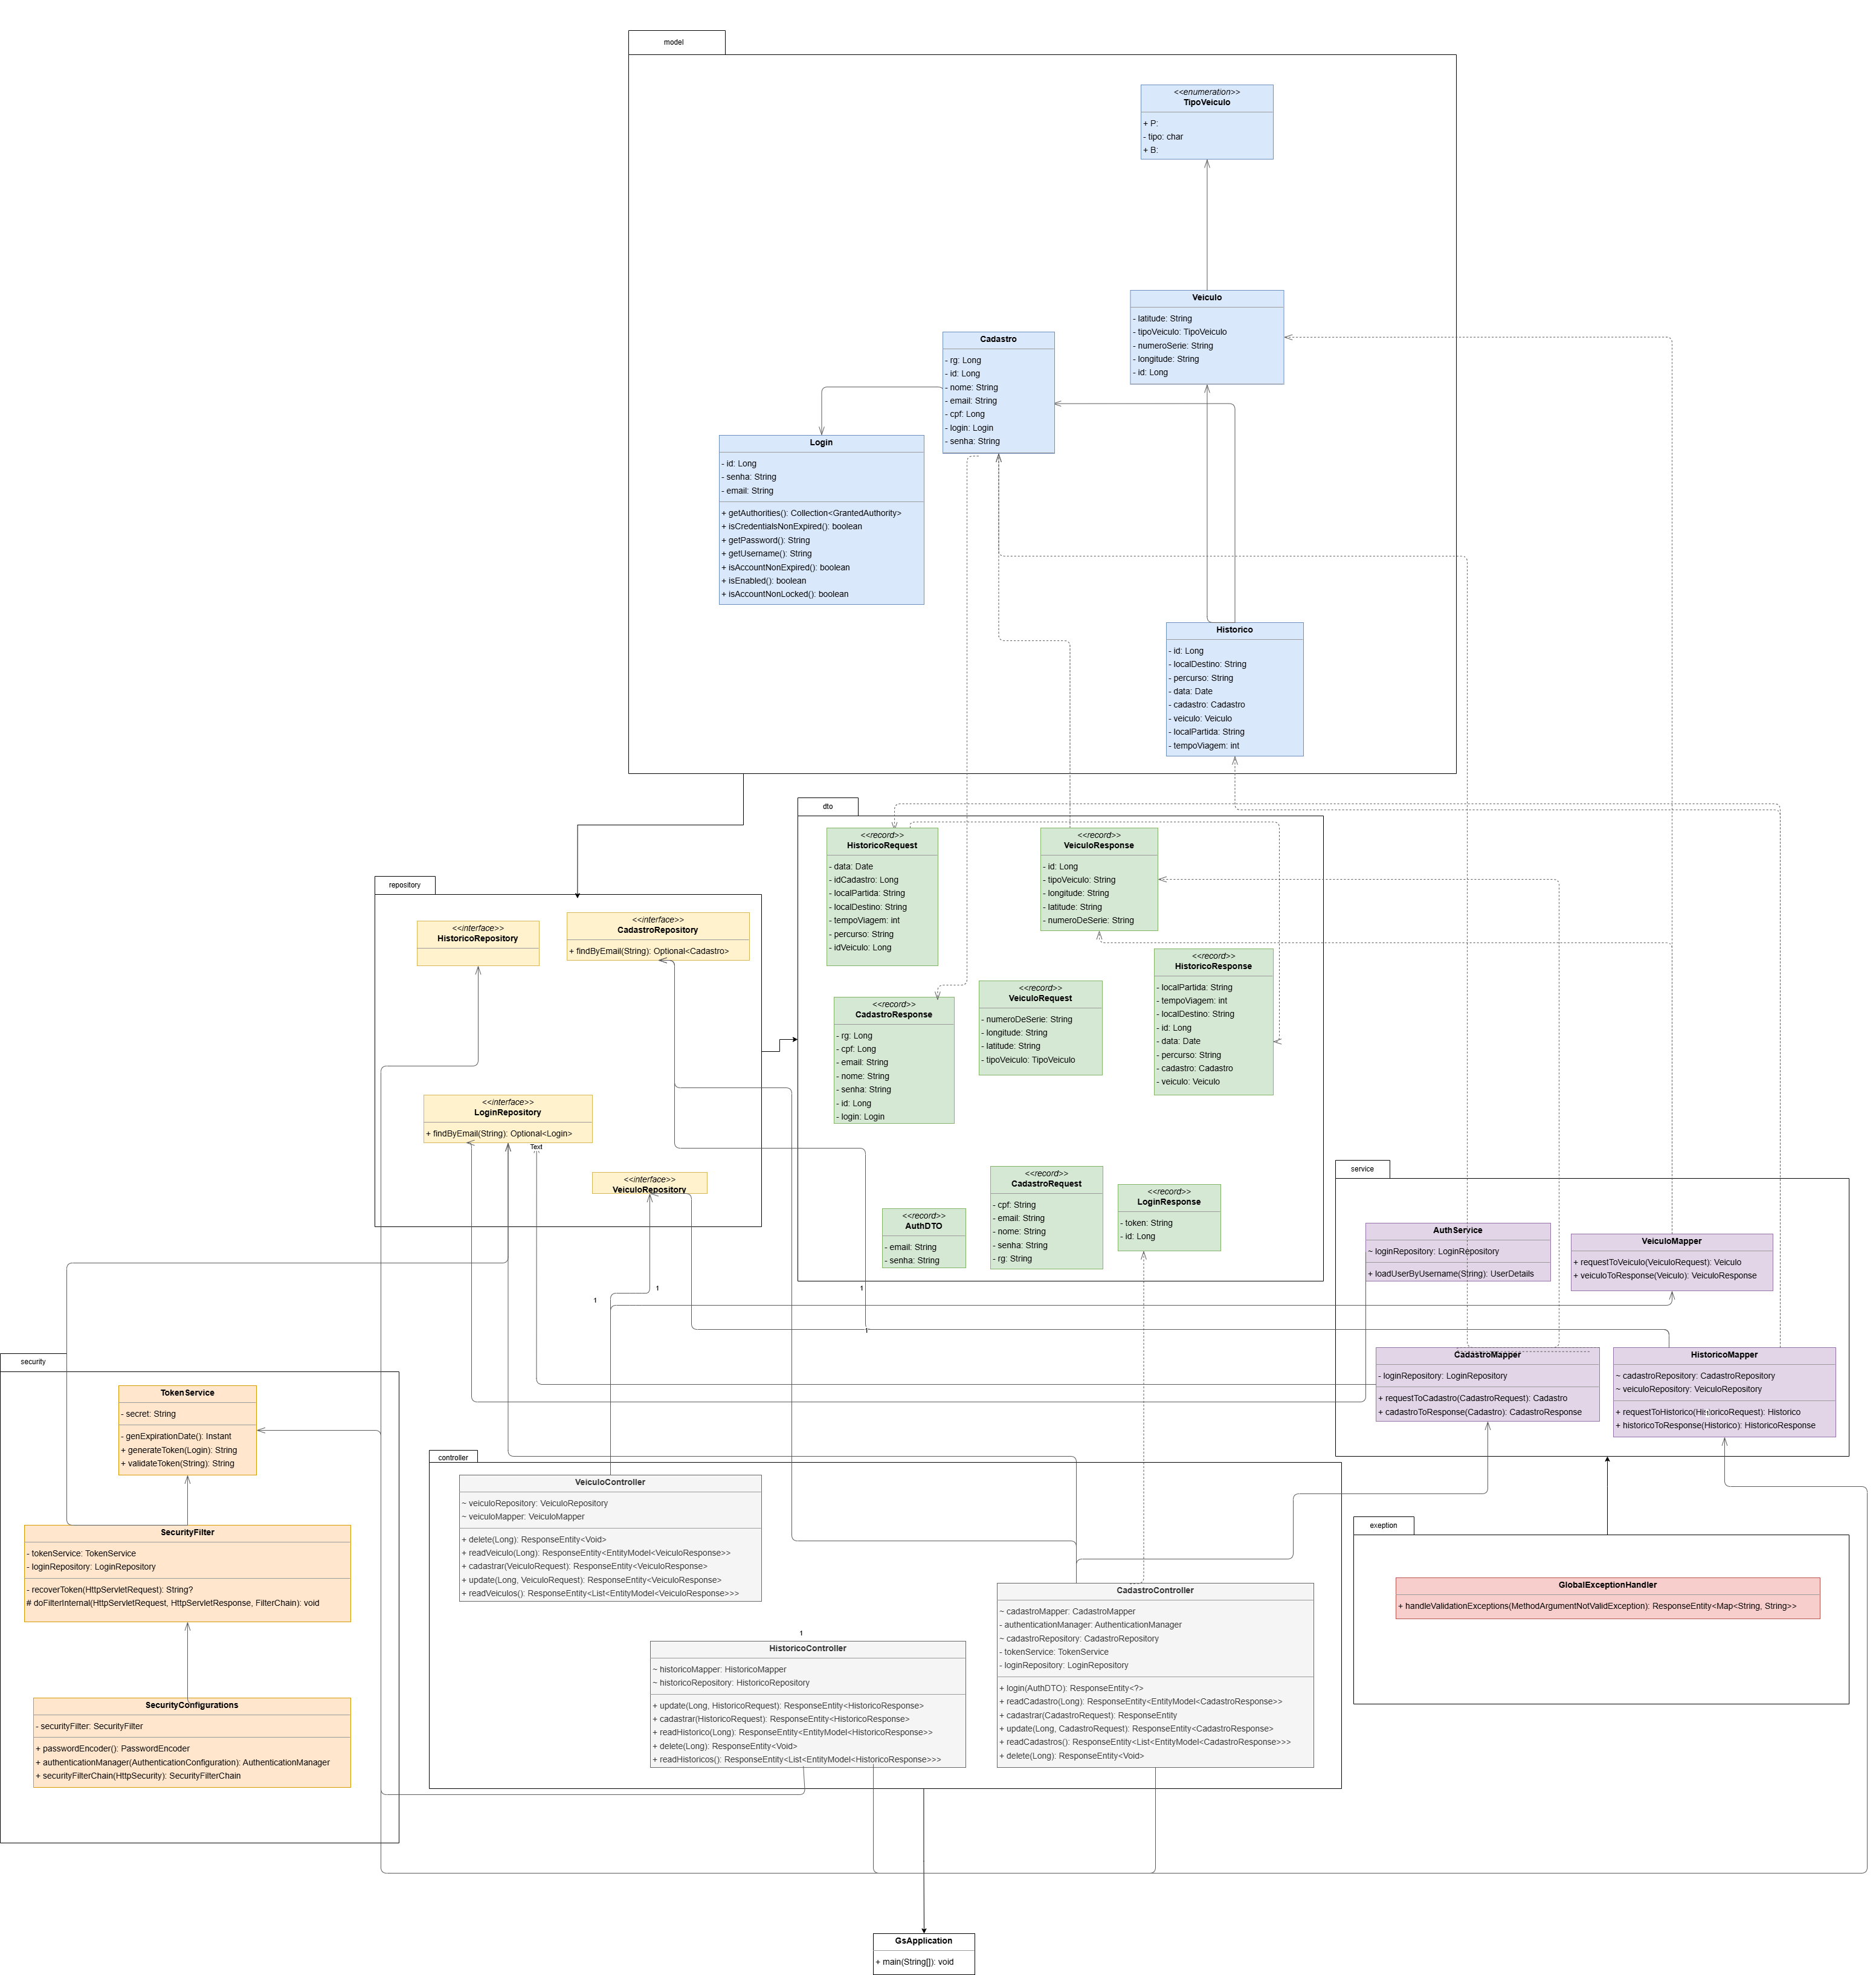 model
<<enumeration>>
TipoVeiculo
+ P:
- tipo: char
+ B:
Veiculo
- latitude: String
- tipoVeiculo: TipoVeiculo
- numeroSerie: String
- longitude: String
- id: Long
Cadastro
- rg: Long
- id: Long
- nome: String
- email: String
- cpf: Long
- login: Login
- senha: String
Login
- id: Long
- senha: String
- email: String
+ getAuthorities(): Collection<GrantedAuthority>
+ isCredentialsNonExpired(): boolean
+ getPassword(): String
+ getUsername(): String
+ isAccountNonExpired(): boolean
+ isEnabled(): boolean
+ isAccountNonLocked(): boolean
Historico
- id: Long
- localDestino: String
- percurso: String
- data: Date
- cadastro: Cadastro
- veiculo: Veiculo
- localPartida: String
- tempoViagem: int
dto
<<record>>
HistoricoRequest
- data: Date
- idCadastro: Long
- localPartida: String
- localDestino: String
- tempoViagem: int
- percurso: String
- idVeiculo: Long
<<record>>
VeiculoResponse
- id: Long
- tipoVeiculo: String
- longitude: String
- latitude: String
- numeroDeSerie: String
<<record>>
HistoricoResponse
- localPartida: String
- tempoViagem: int
- localDestino: String
- id: Long
- data: Date
- percurso: String
- cadastro: Cadastro
- veiculo: Veiculo
<<record>>
CadastroResponse
- rg: Long
- cpf: Long
- email: String
- nome: String
- senha: String
- id: Long
- login: Login
<<record>>
VeiculoRequest
- numeroDeSerie: String
- longitude: String
- latitude: String
- tipoVeiculo: TipoVeiculo
<<record>>
CadastroRequest
- cpf: String
- email: String
- nome: String
- senha: String
- rg: String
<<record>>
LoginResponse
- token: String
- id: Long
<<record>>
AuthDTO
- email: String
- senha: String
repository
<<interface>>
HistoricoRepository
<<interface>>
CadastroRepository
+ findByEmail(String): Optional<Cadastro>
<<interface>>
LoginRepository
+ findByEmail(String): Optional<Login>
Text
<<interface>>
VeiculoRepository
1
1
1
1
service
AuthService
~ loginRepository: LoginRepository
+ loadUserByUsername(String): UserDetails
VeiculoMapper
+ requestToVeiculo(VeiculoRequest): Veiculo
+ veiculoToResponse(Veiculo): VeiculoResponse
CadastroMapper
- loginRepository: LoginRepository
+ requestToCadastro(CadastroRequest): Cadastro
+ cadastroToResponse(Cadastro): CadastroResponse
HistoricoMapper
~ cadastroRepository: CadastroRepository
~ veiculoRepository: VeiculoRepository
+ requestToHistorico(HistoricoRequest): Historico
+ historicoToResponse(Historico): HistoricoResponse
security
TokenService
- secret: String
- genExpirationDate(): Instant
+ generateToken(Login): String
+ validateToken(String): String
SecurityFilter
- tokenService: TokenService
- loginRepository: LoginRepository
- recoverToken(HttpServletRequest): String?
# doFilterInternal(HttpServletRequest, HttpServletResponse, FilterChain): void
SecurityConfigurations
- securityFilter: SecurityFilter
+ passwordEncoder(): PasswordEncoder
+ authenticationManager(AuthenticationConfiguration): AuthenticationManager
+ securityFilterChain(HttpSecurity): SecurityFilterChain
controller
VeiculoController
~ veiculoRepository: VeiculoRepository
~ veiculoMapper: VeiculoMapper
+ delete(Long): ResponseEntity<Void>
+ readVeiculo(Long): ResponseEntity<EntityModel<VeiculoResponse>>
+ cadastrar(VeiculoRequest): ResponseEntity<VeiculoResponse>
+ update(Long, VeiculoRequest): ResponseEntity<VeiculoResponse>
+ readVeiculos(): ResponseEntity<List<EntityModel<VeiculoResponse>>>
1
HistoricoController
~ historicoMapper: HistoricoMapper
~ historicoRepository: HistoricoRepository
+ update(Long, HistoricoRequest): ResponseEntity<HistoricoResponse>
+ cadastrar(HistoricoRequest): ResponseEntity<HistoricoResponse>
+ readHistorico(Long): ResponseEntity<EntityModel<HistoricoResponse>>
+ delete(Long): ResponseEntity<Void>
+ readHistoricos(): ResponseEntity<List<EntityModel<HistoricoResponse>>>
CadastroController
~ cadastroMapper: CadastroMapper
- authenticationManager: AuthenticationManager
~ cadastroRepository: CadastroRepository
- tokenService: TokenService
- loginRepository: LoginRepository
+ login(AuthDTO): ResponseEntity<?>
+ readCadastro(Long): ResponseEntity<EntityModel<CadastroResponse>>
+ cadastrar(CadastroRequest): ResponseEntity
+ update(Long, CadastroRequest): ResponseEntity<CadastroResponse>
+ readCadastros(): ResponseEntity<List<EntityModel<CadastroResponse>>>
+ delete(Long): ResponseEntity<Void>
exeption
GlobalExceptionHandler
+ handleValidationExceptions(MethodArgumentNotValidException): ResponseEntity<Map<String, String>>
GsApplication
+ main(String[]): void